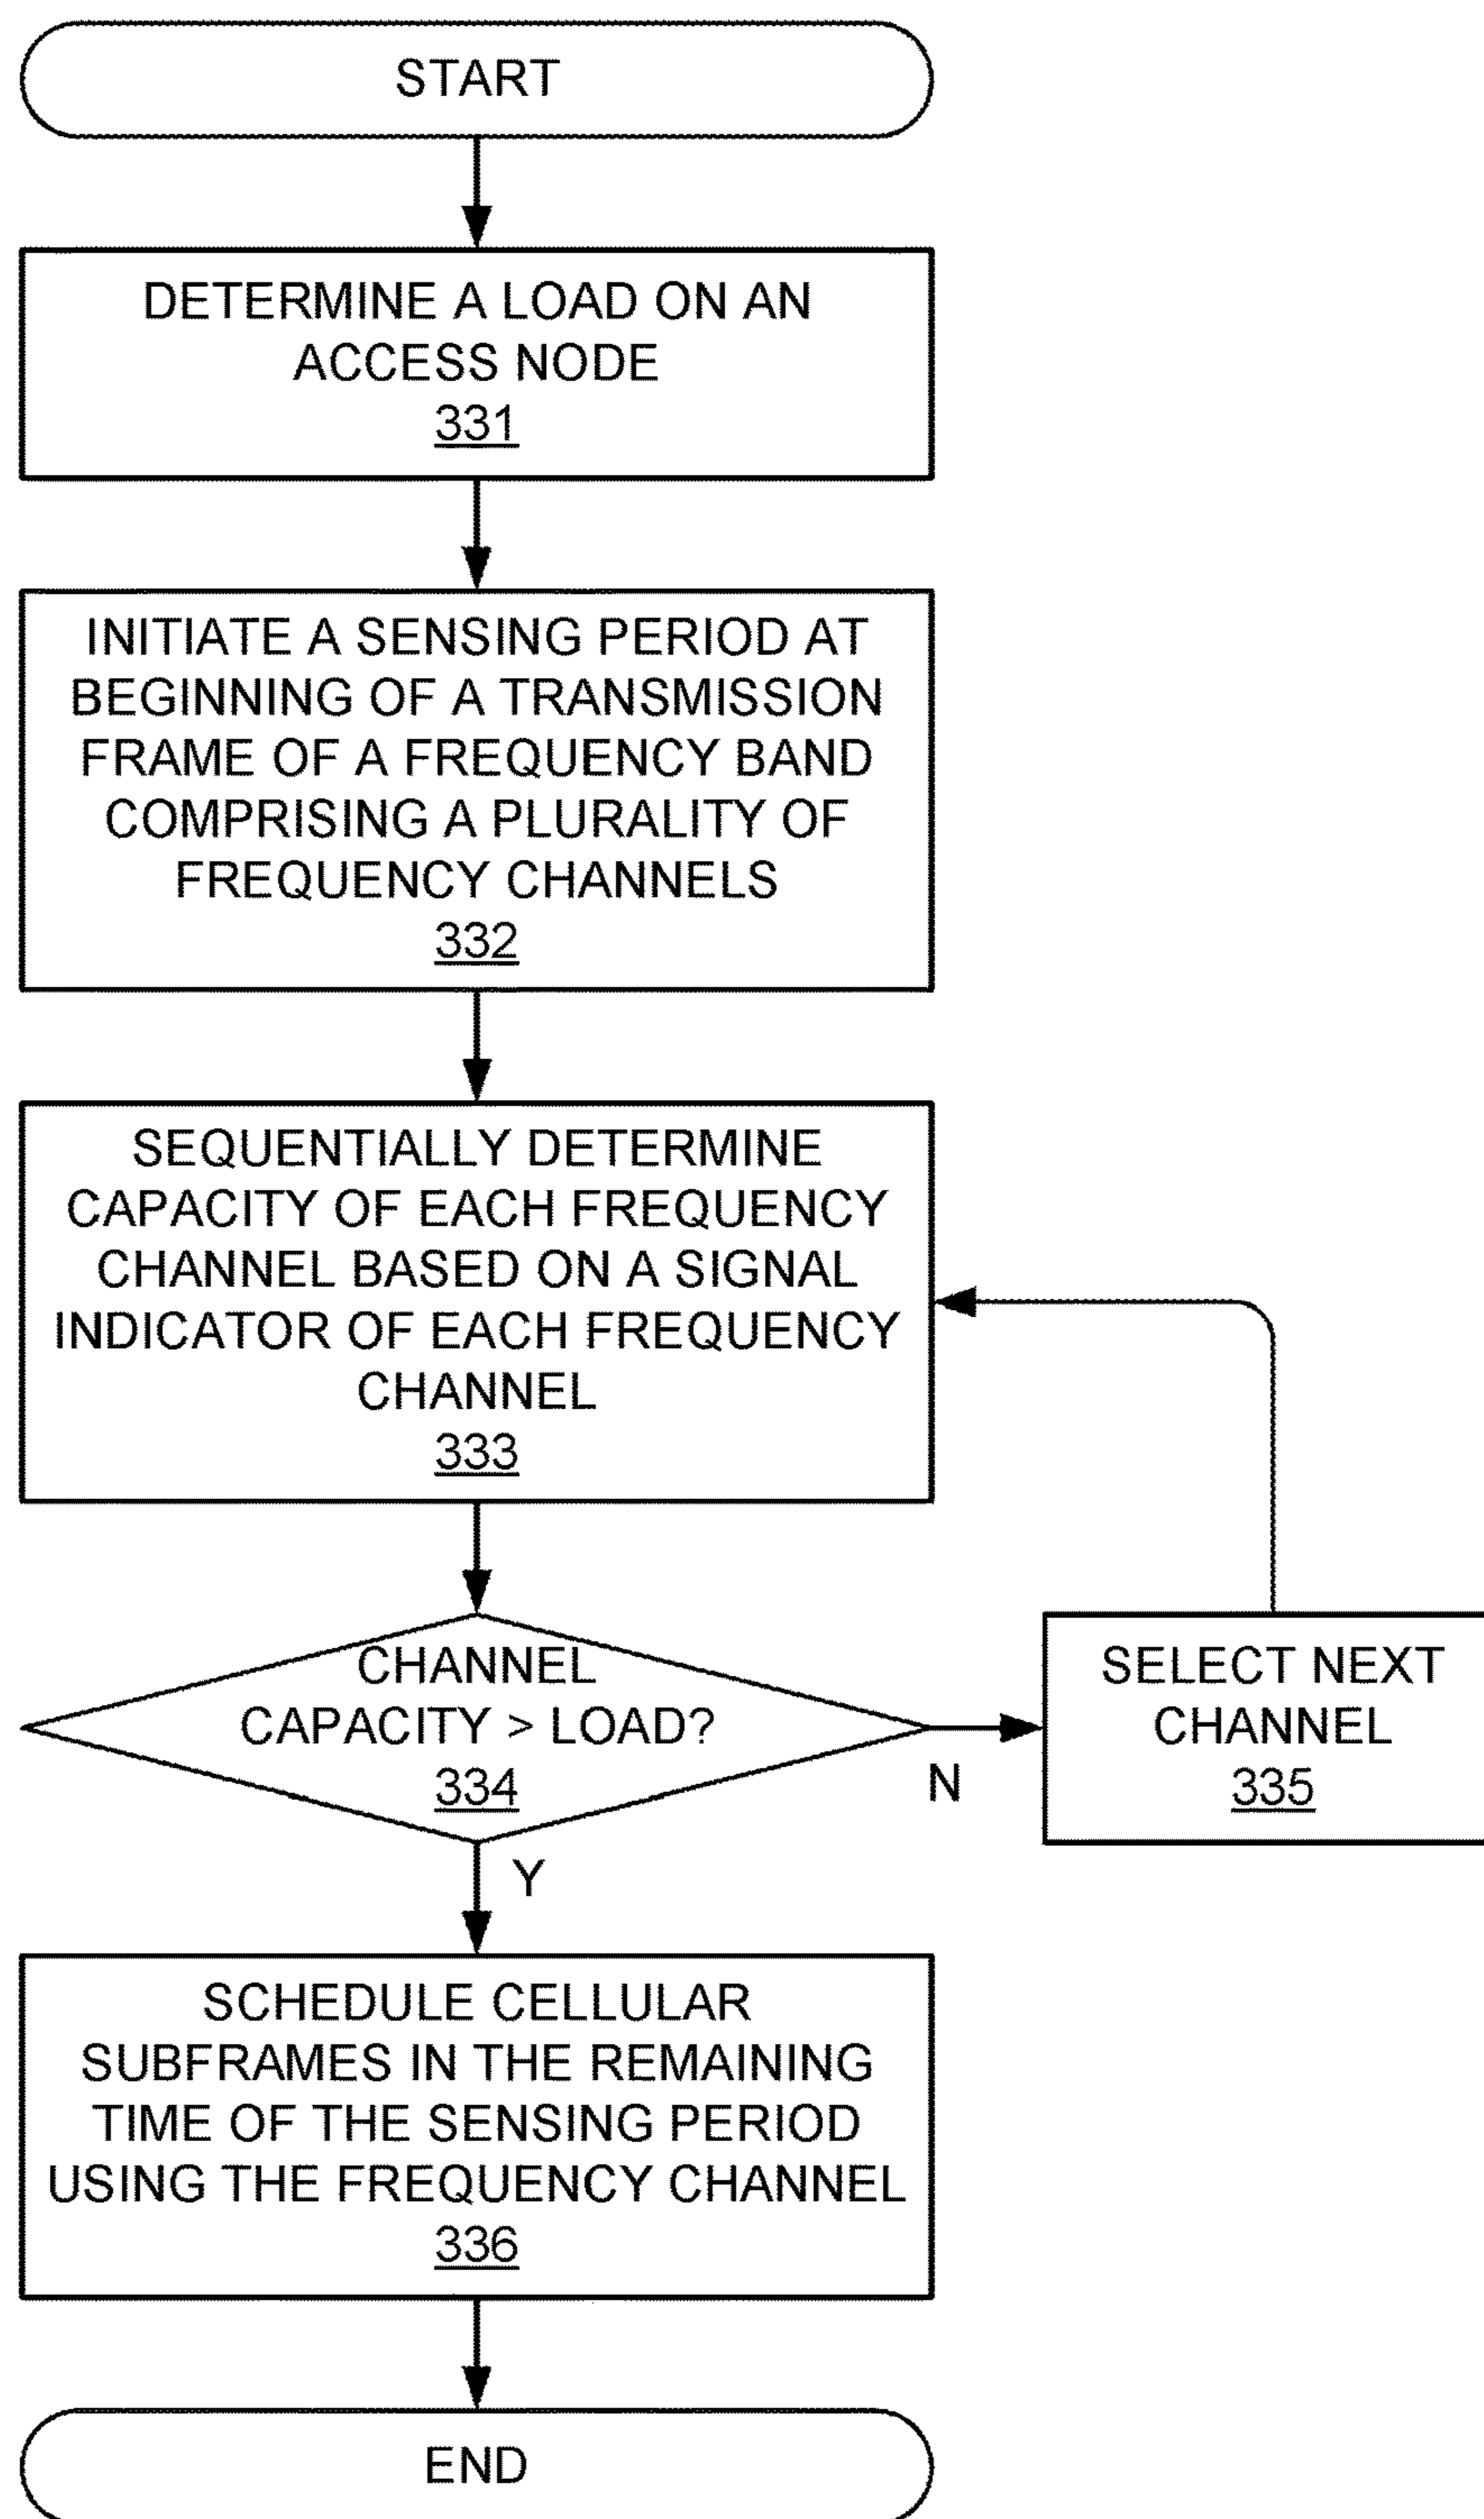 START
DETERMINE A LOAD ON AN
ACCESS NODE
331
INITIATE A SENSING PERIOD AT
BEGINNING OF A TRANSMISSION
FRAME OF A FREQUENCY BAND
COMPRISING A PLURALITY OF
FREQUENCY CHANNELS
332
SEQUENTIALLY DETERMINE
CAPACITY OF EACH FREQUENCY
CHANNEL BASED ON A SIGNAL
INDICATOR OF EACH FREQUENCY
CHANNEL
333
CHANNEL
CAPACITY > LOAD?
334
N
SELECT NEXT
CHANNEL
335
Y
SCHEDULE CELLULAR
SUBFRAMES IN THE REMAINING
TIME OF THE SENSING PERIOD
USING THE FREQUENCY CHANNEL
336
END